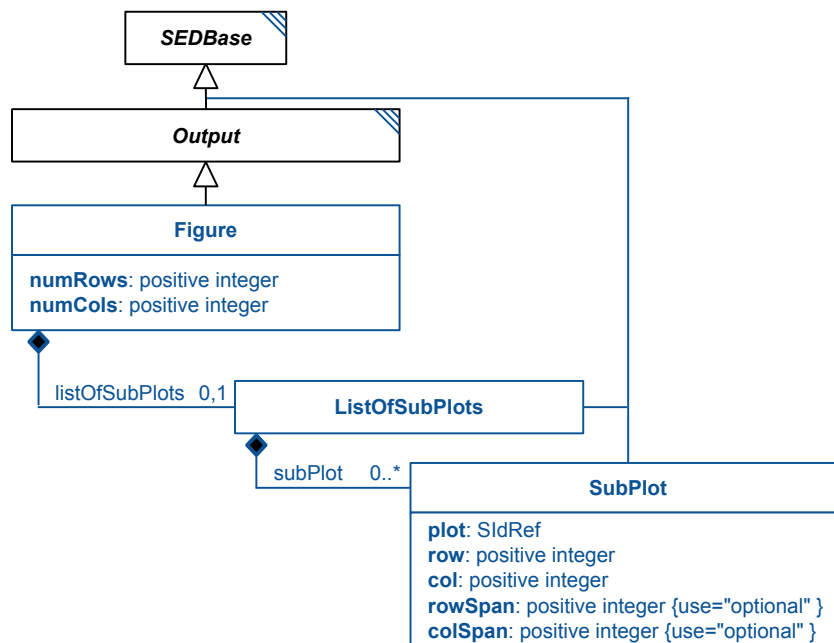 SEDBase
Output
Figure
numRows: positive integer
numCols: positive integer
listOfSubPlots 0,1
ListOfSubPlots
subPlot 0..*
SubPlot
plot: SIdRef
row: positive integer
col: positive integer
rowSpan: positive integer {use="optional" }
colSpan: positive integer {use="optional" }